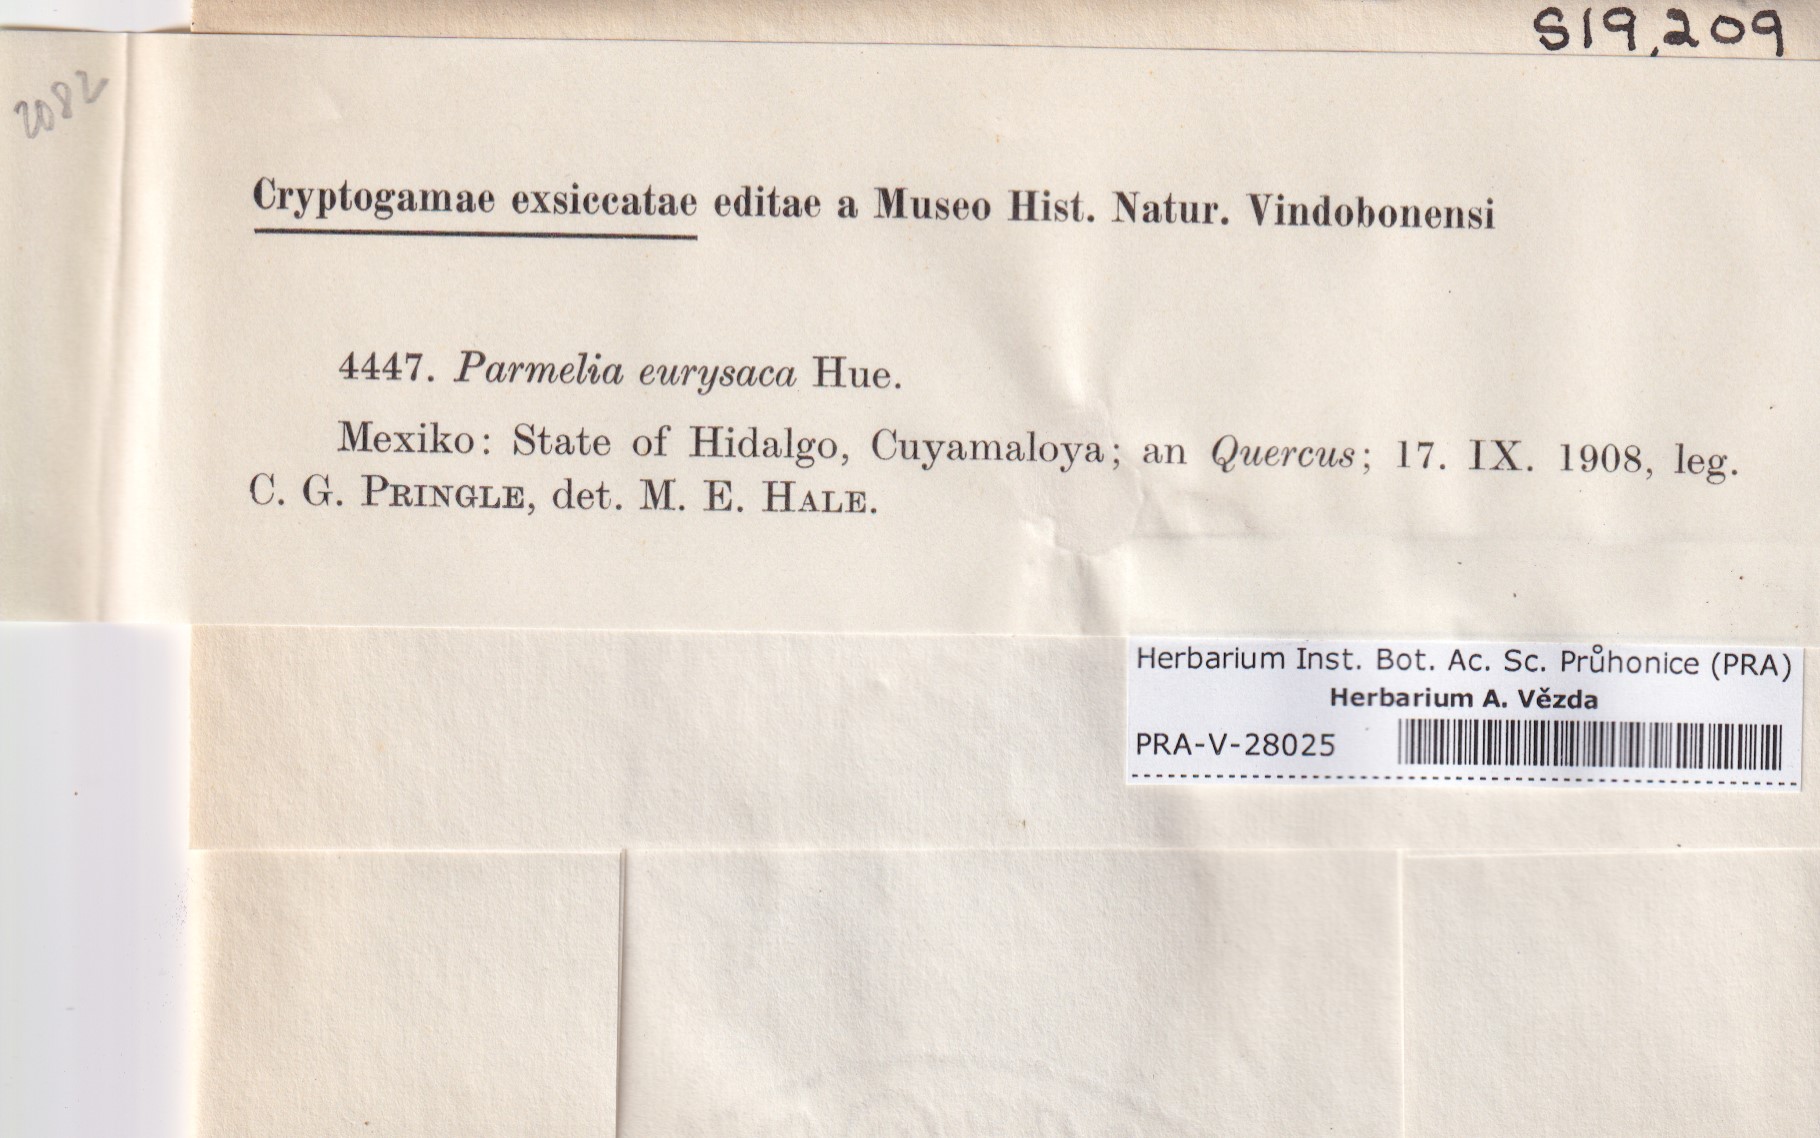 S19,209
2082
Cryptogamae exsiccatae editae a Museo Hist. Natur. Vindobonensi
4447. Parmelia eurysaca Hue.
Mexiko: State of Hidalgo, Cuyamaloya; an Quercus; 17. IX. 1908, leg.
C. G. PRINGLE, det. M. E. HALE.
Herbarium Inst. Bot. Ac. Sc. Průhonice (PRA)
Herbarium A. Vězda
PRA-V-28025